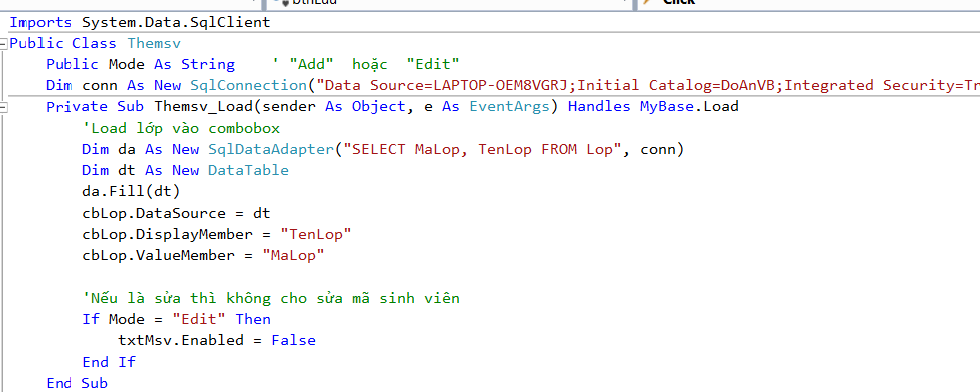 btnLuu Click
Imports System.Data.SqlClient
Public Class Themsv
Public Mode As String ' "Add" hoặc "Edit"
Dim conn As New SqlConnection("Data Source=LAPTOP-OEM8VGRJ;Initial Catalog=DoAnVB;Integrated Security=Tr
Private Sub Themsv_Load(sender As Object, e As EventArgs) Handles MyBase.Load
'Load lớp vào combobox
Dim da As New SqlDataAdapter("SELECT MaLop, TenLop FROM Lop", conn)
Dim dt As New DataTable
da.Fill(dt)
cbLop.DataSource = dt
cbLop.DisplayMember = "TenLop"
cbLop.ValueMember = "MaLop"
'Nếu là sửa thì không cho sửa mã sinh viên
If Mode = "Edit" Then
txtMsv.Enabled = False
End If
End Sub